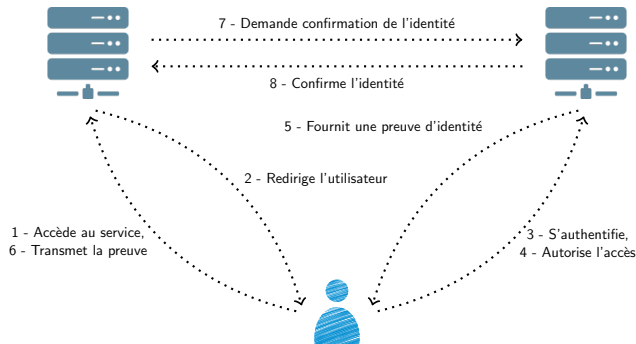 7 - Demande confirmation de l'identité
8 - Confirme l'identité
5 - Fournit une preuve d'identité
2 - Redirige l'utilisateur
1 - Accède au service,
6 - Transmet la preuve
3 - S'authentifie,
4 - Autorise l'accès